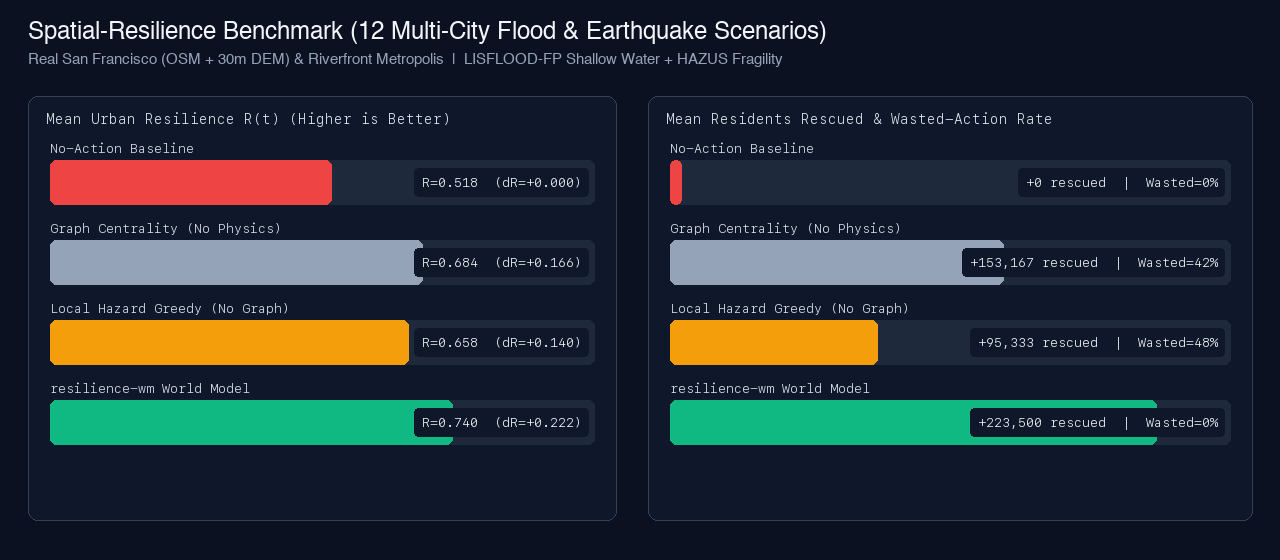 Spatial-Resilience Benchmark (12 Multi-City Flood & Earthquake Scenarios)
Real San Francisco (OSM + 30m DEM) & Riverfront Metropolis | LISFLOOD-FP Shallow Water + HAZUS Fragility
Mean Urban Resilience R(t) (Higher is Better)
No-Action Baseline
R=0.518 (dR=+0.000)
Graph Centrality (No Physics)
R=0.684 (dR=+0.166)
Local Hazard Greedy (No Graph)
R=0.658 (dR=+0.140)
resilience-wm World Model
R=0.740 (dR=+0.222)
Mean Residents Rescued & Wasted-Action Rate
No-Action Baseline
+0 rescued | Wasted=0%
Graph Centrality (No Physics)
+153,167 rescued | Wasted=42%
Local Hazard Greedy (No Graph)
+95,333 rescued | Wasted=48%
resilience-wm World Model
+223,500 rescued | Wasted=0%